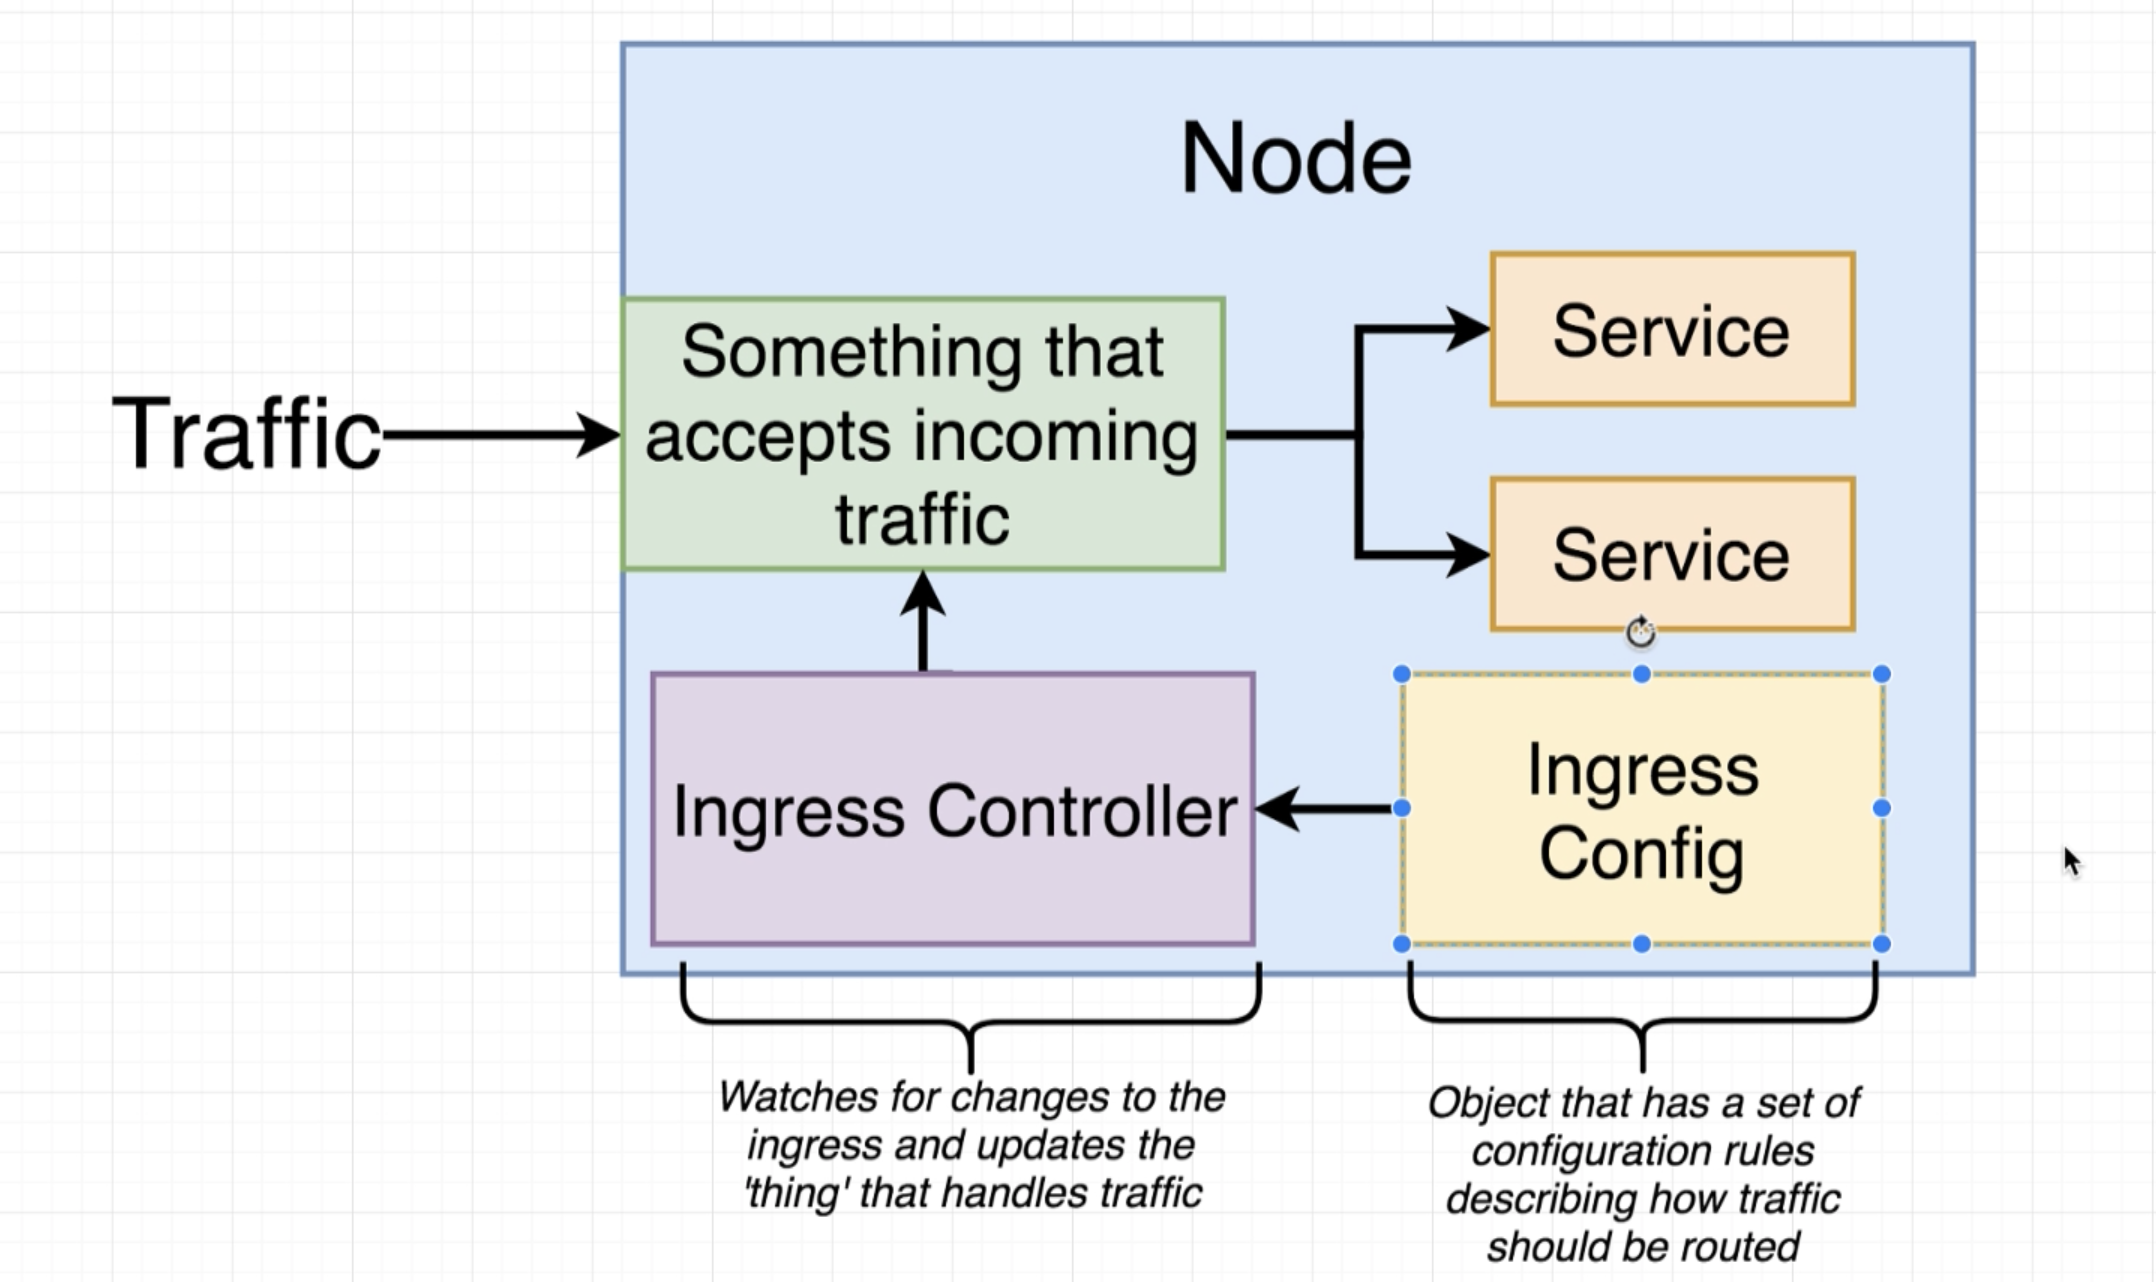 Node
Traffic
Something that
accepts incoming
traffic
Service
Service
Ingress Controller
Ingress
Config
Watches for changes to the
ingress and updates the
'thing' that handles traffic
Object that has a set of
configuration rules
describing how traffic
should be routed